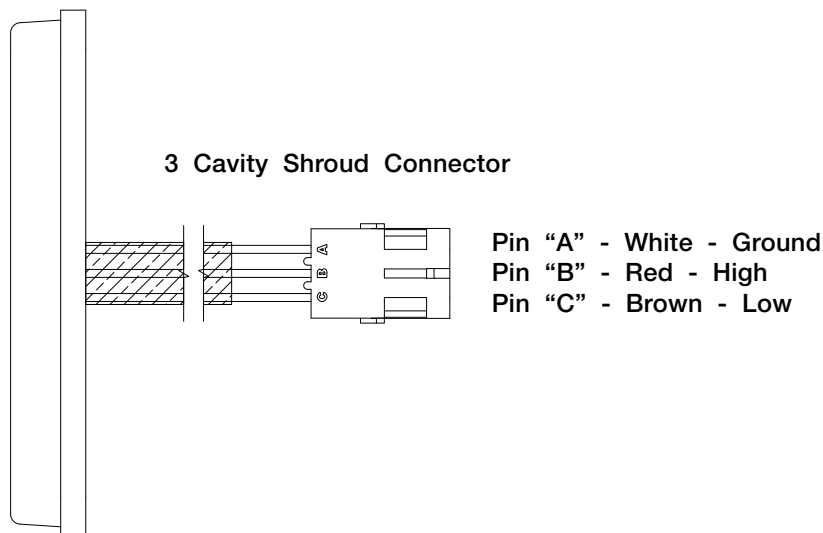 3 Cavity Shroud Connector
A
B
C
Pin “A” - White - Ground
Pin “B” - Red - High
Pin “C” - Brown - Low